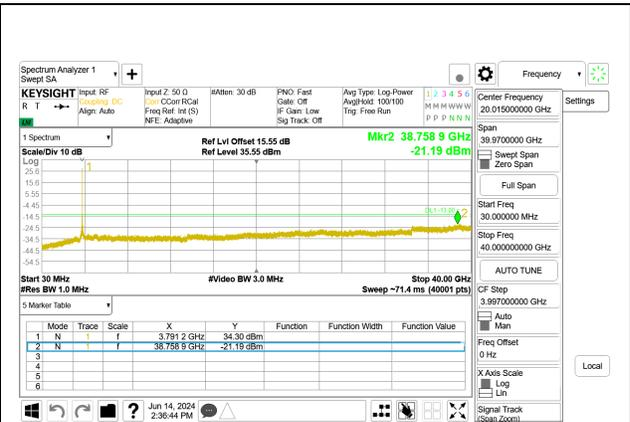 Spectrum Analyzer 1
Swept SA
Frequency
KEYSIGHT
R T
LNI
Input: RF
Coupling: DC
Align: Auto
Input Z: 50 Ω
Corr CCorr RCal
Freq Ref: Int (S)
NFE: Adaptive
#Atten: 30 dB
PNO: Fast
Gate: Off
IF Gain: Low
Sig Track: Off
Avg Type: Log-Power
Avg|Hold: 100/100
Trig: Free Run
1 2 3 4 5 6
M M M W W W
P P P N N N
1 Spectrum
Scale/Div 10 dB
Ref Lvl Offset 15.55 dB
Ref Level 35.55 dBm
Mkr2 38.758 9 GHz
-21.19 dBm
Log
25.6
15.6
5.55
-4.45
-14.5
-24.5
-34.5
-44.5
-54.5
1
DL1 -13.00
2
Start 30 MHz
#Res BW 1.0 MHz
#Video BW 3.0 MHz
Stop 40.00 GHz
Sweep ~71.4 ms (40001 pts)
5 Marker Table
Mode Trace Scale X Y Function Function Width Function Value
1 N 1 f 3.791 2 GHz 34.30 dBm
2 N 1 f 38.758 9 GHz -21.19 dBm
3
4
5
6
Jun 14, 2024
2:36:44 PM
Center Frequency
20.015000000 GHz
Settings
Span
39.9700000 GHz
Swept Span
Zero Span
Full Span
Start Freq
30.000000 MHz
Stop Freq
40.000000000 GHz
AUTO TUNE
CF Step
3.997000000 GHz
Auto
Man
Freq Offset
0 Hz
X Axis Scale
Log
Lin
Signal Track
(Span Zoom)
Local